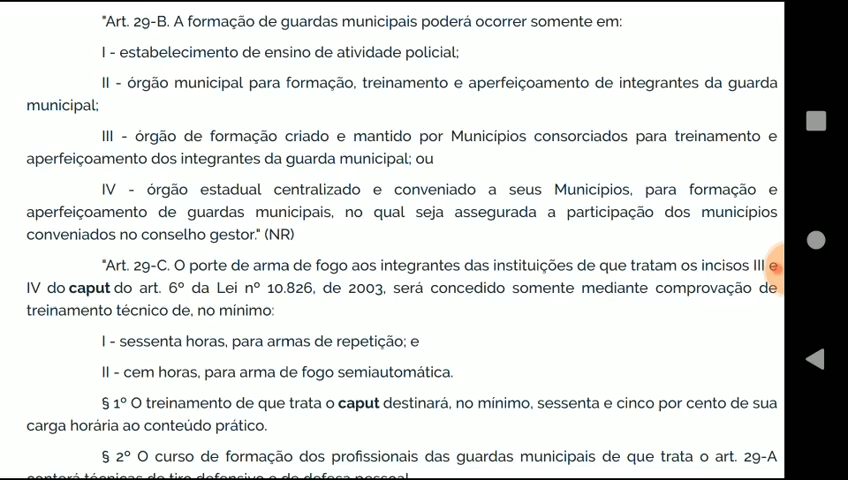 "Art. 29-B. A formação de guardas municipais poderá ocorrer somente em:
I - estabelecimento de ensino de atividade policial;
II - órgão municipal para formação, treinamento e aperfeiçoamento de integrantes da guarda
municipal;
III - órgão de formação criado e mantido por Municípios consorciados para treinamento e
aperfeiçoamento dos integrantes da guarda municipal; ou
IV - órgão estadual centralizado e conveniado a seus Municípios, para formação e
aperfeiçoamento de guardas municipais, no qual seja assegurada a participação dos municípios
conveniados no conselho gestor." (NR)
"Art. 29-C. O porte de arma de fogo aos integrantes das instituições de que tratam os incisos III e
IV do caput do art. 6º da Lei nº 10.826, de 2003, será concedido somente mediante comprovação de
treinamento técnico de, no mínimo:
I - sessenta horas, para armas de repetição; e
II - cem horas, para arma de fogo semiautomática.
§ 1º O treinamento de que trata o caput destinará, no mínimo, sessenta e cinco por cento de sua
carga horária ao conteúdo prático.
§ 2º O curso de formação dos profissionais das guardas municipais de que trata o art. 29-A
conterá técnicas de tiro defensivo e de defesa pessoal.